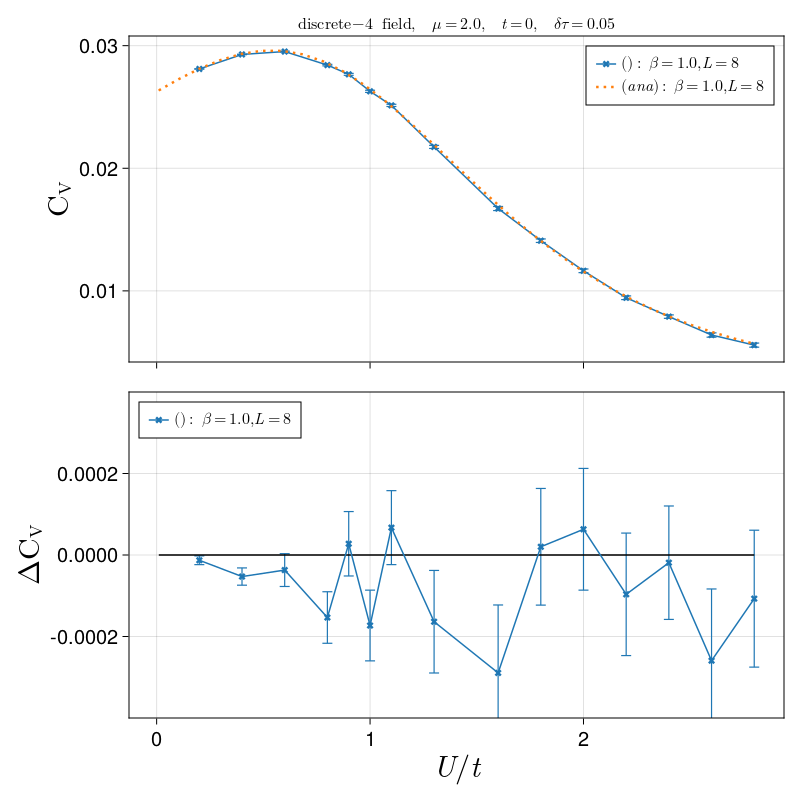 discrete−4 field, μ = 2.0, t = 0, δτ = 0.05
0.03
0.02
0.01
C_V
() : β = 1.0, L = 8
(ana) : β = 1.0, L = 8
() : β = 1.0, L = 8
0.0002
0.0000
-0.0002
ΔC_V
0 1 2
U/t